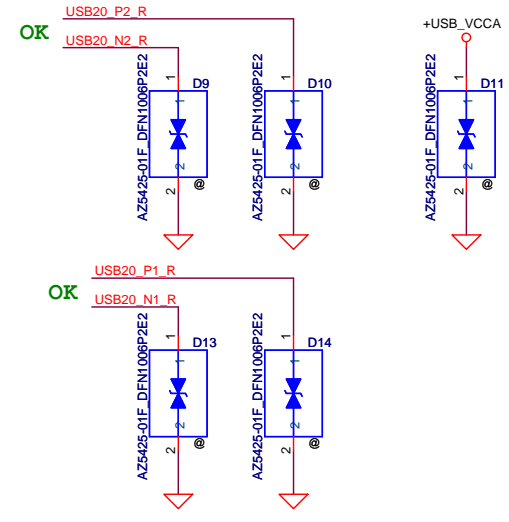 USB20_P2_R
OK
USB20_N2_R
+USB_VCCA
1
D9
1
2
2
@
AZ5425-01F_DFN1006P2E2
1
D10
1
2
2
@
AZ5425-01F_DFN1006P2E2
1
D11
1
2
2
@
AZ5425-01F_DFN1006P2E2
USB20_P1_R
OK
USB20_N1_R
1
D13
1
2
2
@
AZ5425-01F_DFN1006P2E2
1
D14
1
2
2
@
AZ5425-01F_DFN1006P2E2